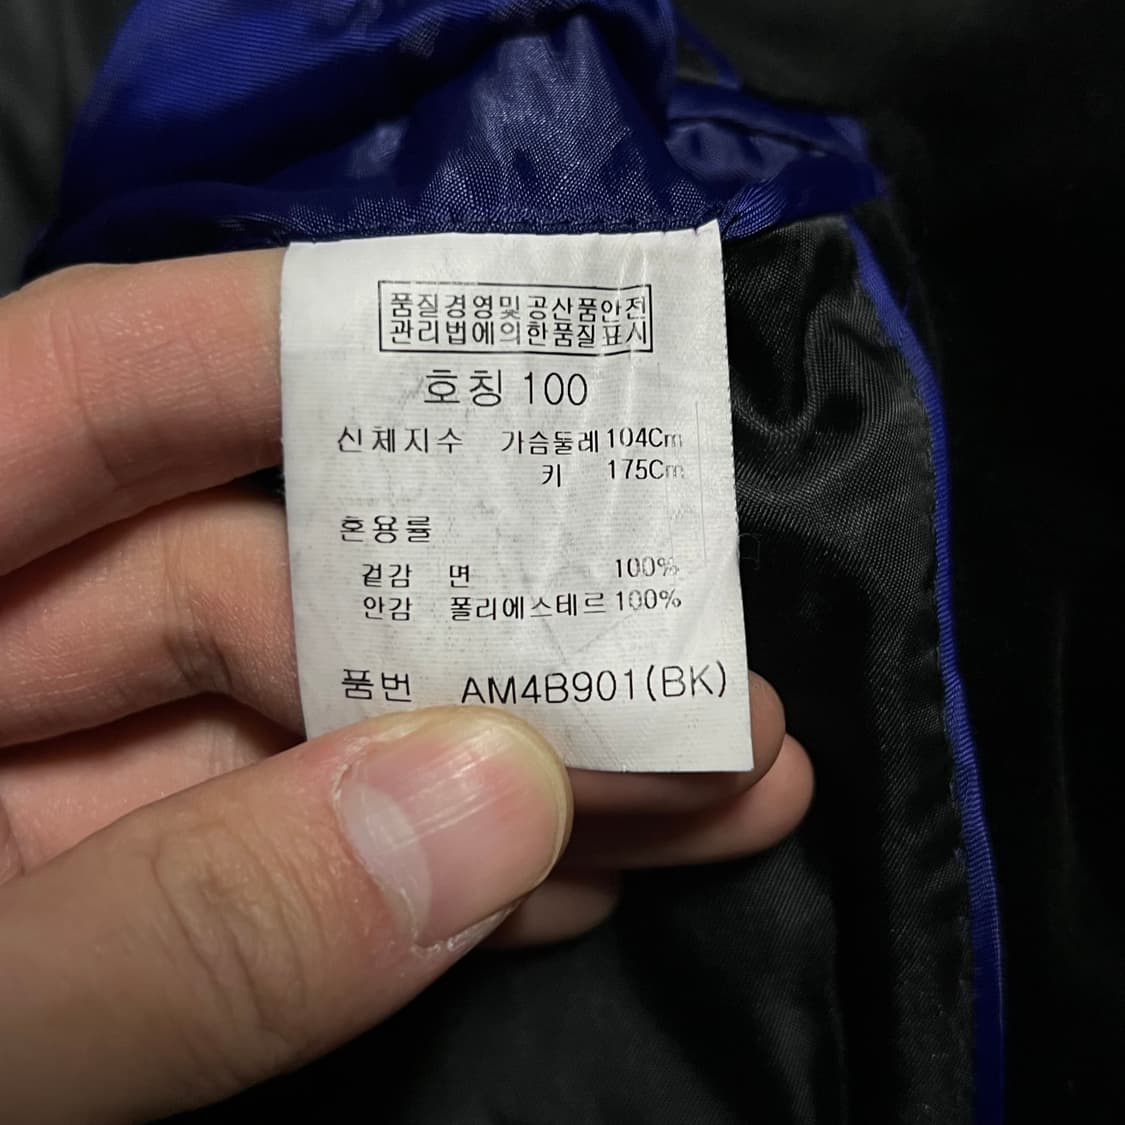 품질경영및공산품안전
관리법에의한품질표시
호칭 100
신체지수 가슴둘레 104Cm
키 175Cm
혼용률
겉감 면 100%
안감 폴리에스테르 100%
품번 AM4B901(BK)